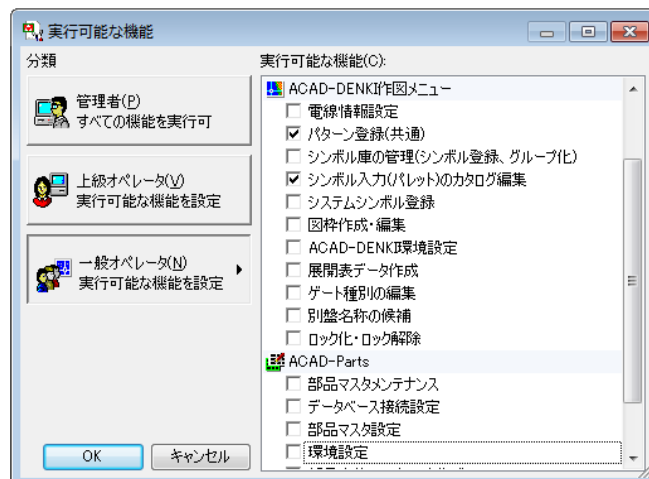 実行可能な機能
分類
管理者(P)
すべての機能を実行可
上級オペレータ(V)
実行可能な機能を設定
一般オペレータ(N)
実行可能な機能を設定
OK
キャンセル
実行可能な機能(C):
ACAD-DENKI作図メニュー
電線情報設定
パターン登録(共通)
シンボル庫の管理(シンボル登録、グループ化)
シンボル入力(パレット)のカタログ編集
システムシンボル登録
図枠作成・編集
ACAD-DENKI環境設定
展開表データ作成
ゲート種別の編集
別盤名称の候補
ロック化・ロック解除
ACAD-Parts
部品マスタメンテナンス
データベース接続設定
部品マスタ設定
環境設定